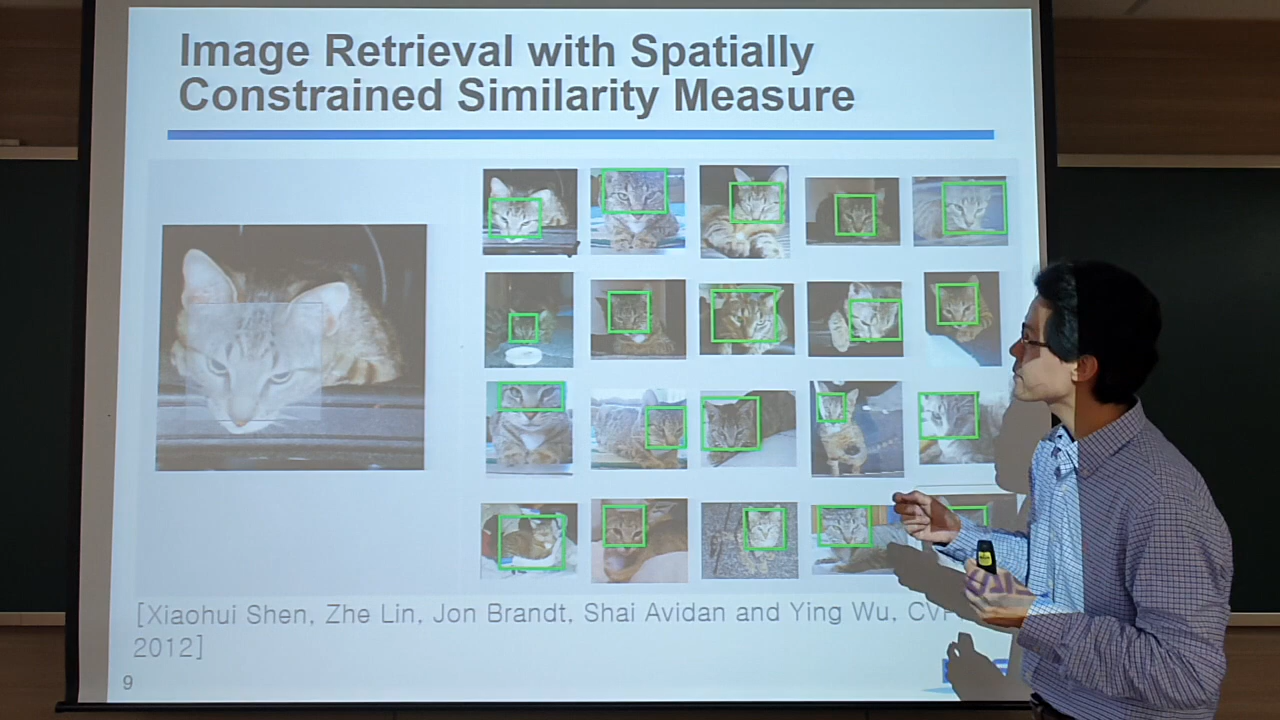 Image Retrieval with Spatially
Constrained Similarity Measure
[Xiaohui Shen, Zhe Lin, Jon Brandt, Shai Avidan and Ying Wu,
2012]
9